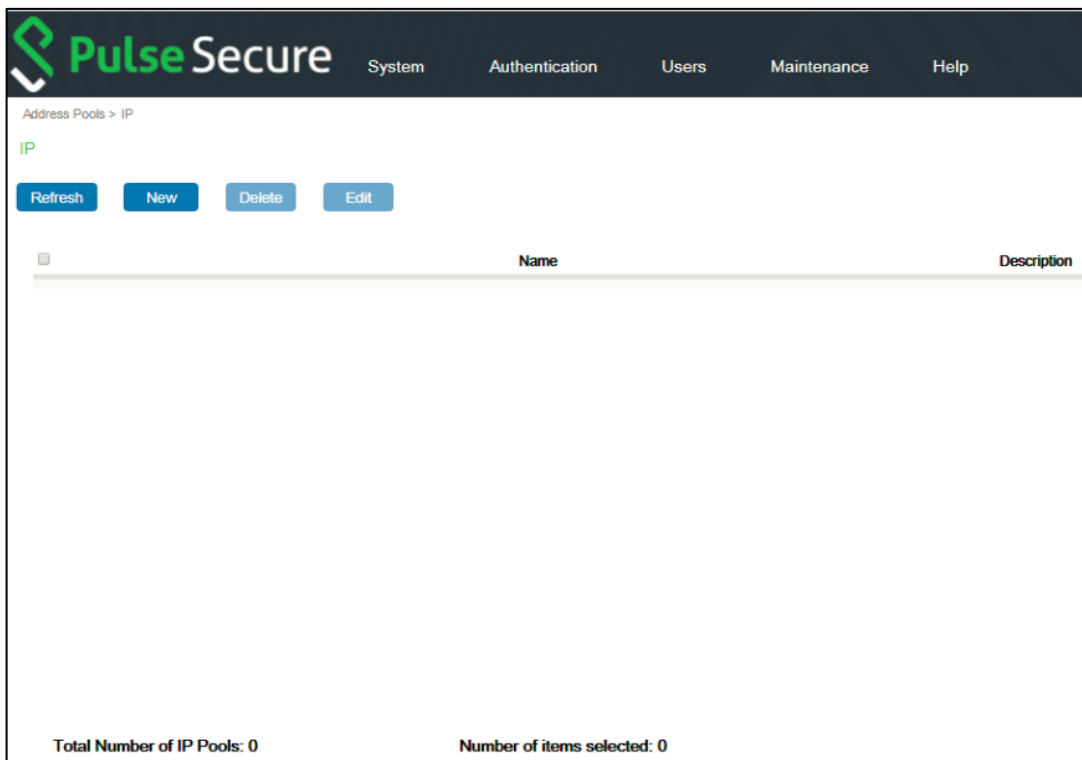 Pulse Secure System Authentication Users Maintenance Help
Address Pools > IP
IP
Refresh New Delete Edit
Name Description
Total Number of IP Pools: 0 Number of items selected: 0